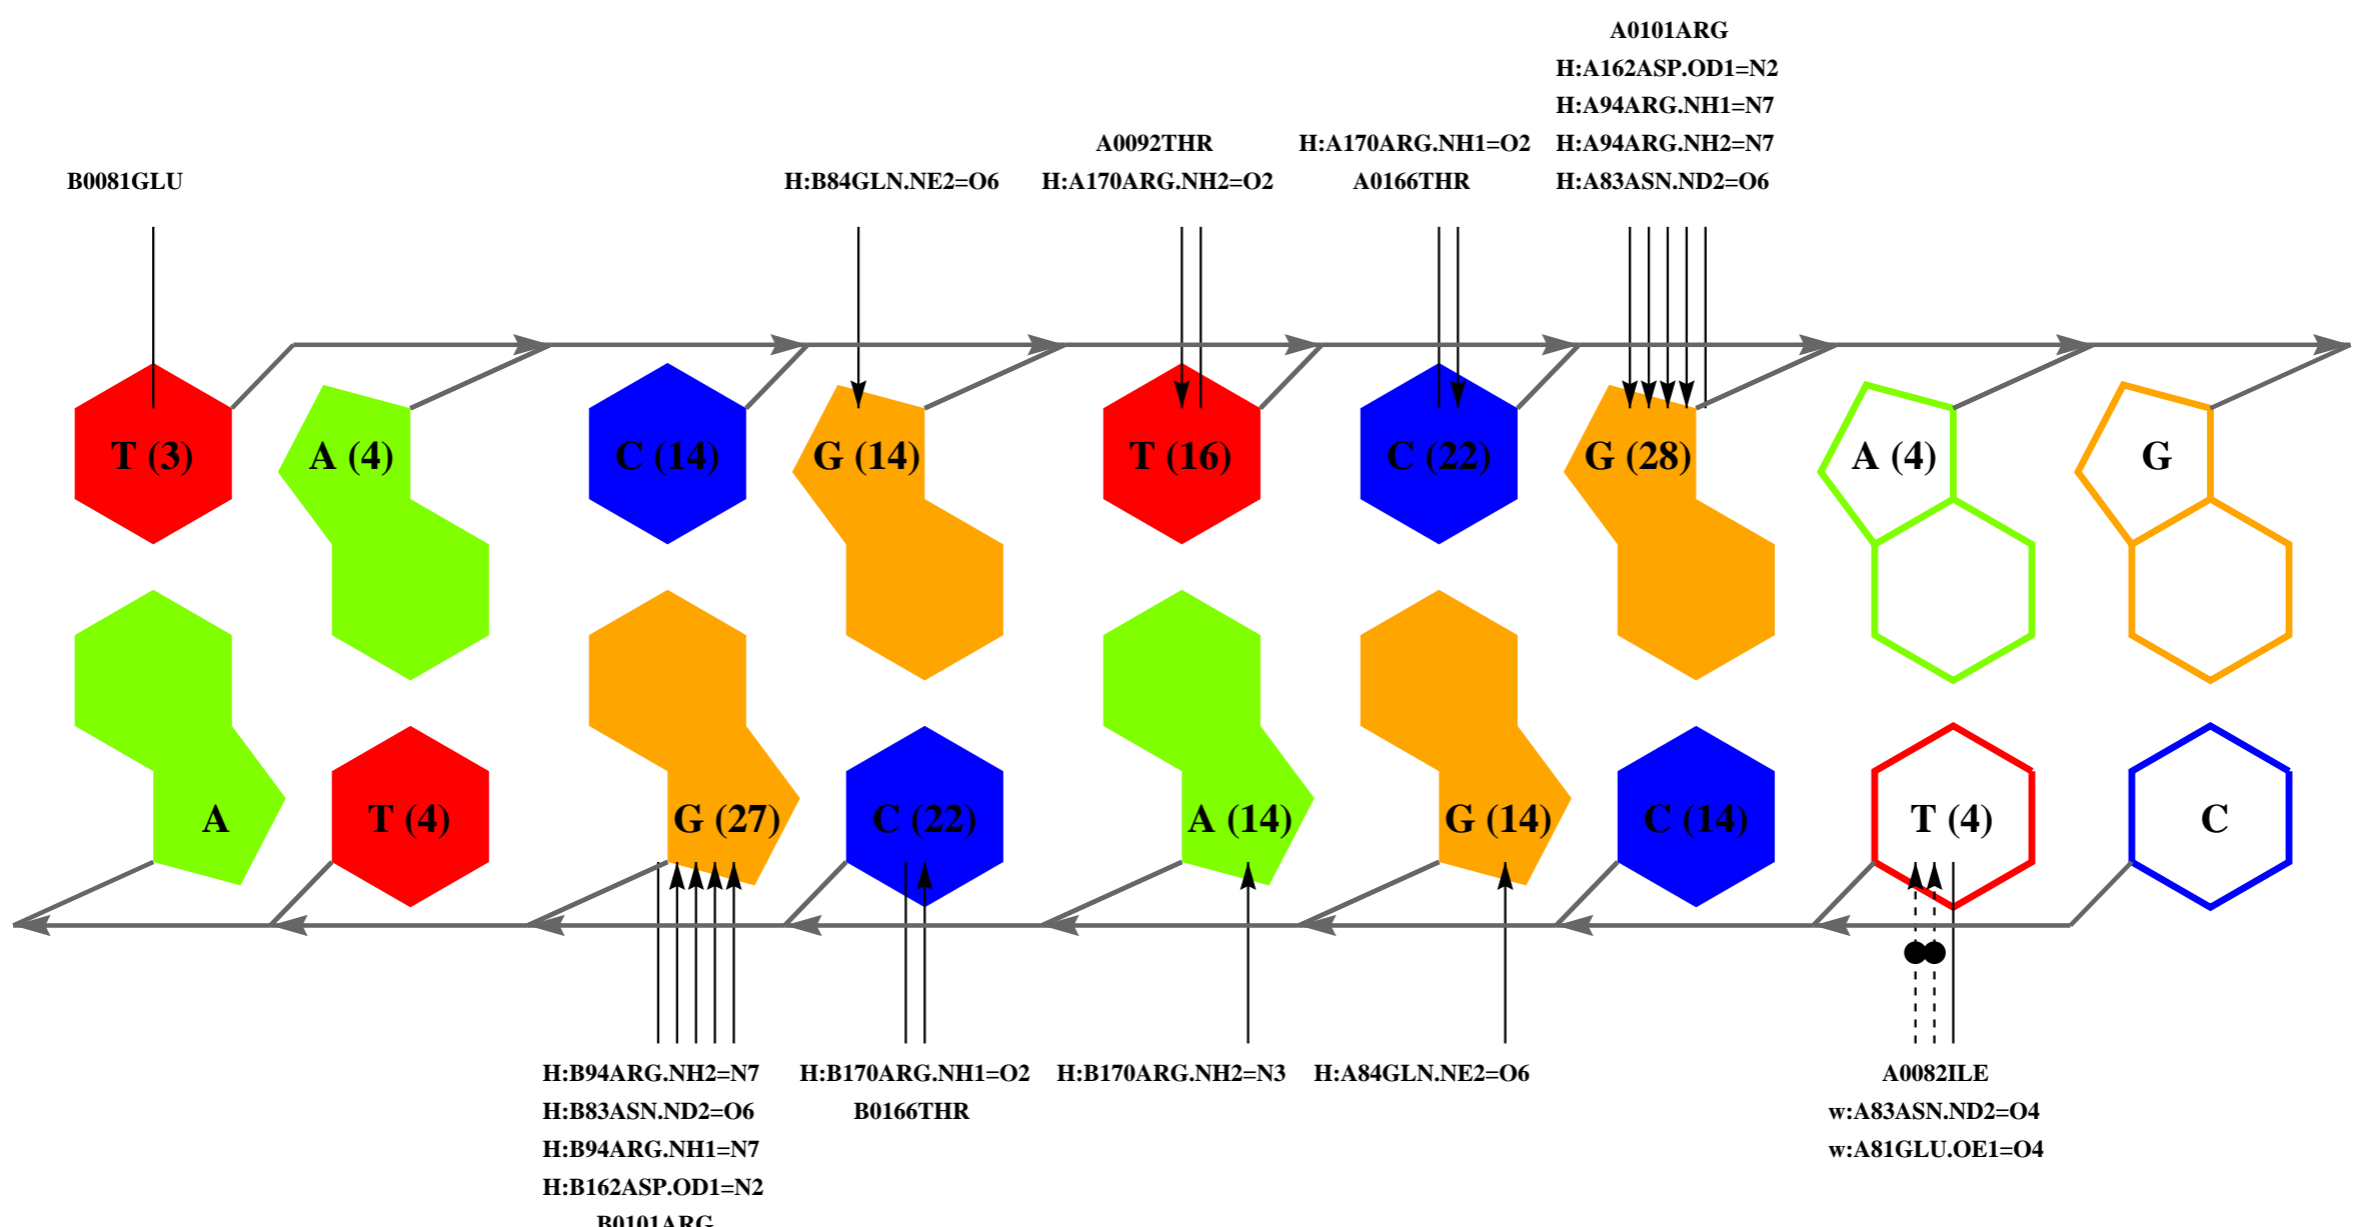 A0101ARG
H:A162ASP.OD1=N2
H:A94ARG.NH1=N7
A0092THR
H:A170ARG.NH1=O2
H:A94ARG.NH2=N7
B0081GLU
H:B84GLN.NE2=O6
H:A170ARG.NH2=O2
A0166THR
H:A83ASN.ND2=O6
T (3)
A (4)
C (14)
G (14)
T (16)
C (22)
G (28)
A (4)
G
A
T (4)
G (27)
C (22)
A (14)
G (14)
C (14)
T (4)
C
H:B94ARG.NH2=N7
H:B170ARG.NH1=O2
H:B170ARG.NH2=N3
H:A84GLN.NE2=O6
A0082ILE
H:B83ASN.ND2=O6
B0166THR
w:A83ASN.ND2=O4
H:B94ARG.NH1=N7
w:A81GLU.OE1=O4
H:B162ASP.OD1=N2
B0101ARG